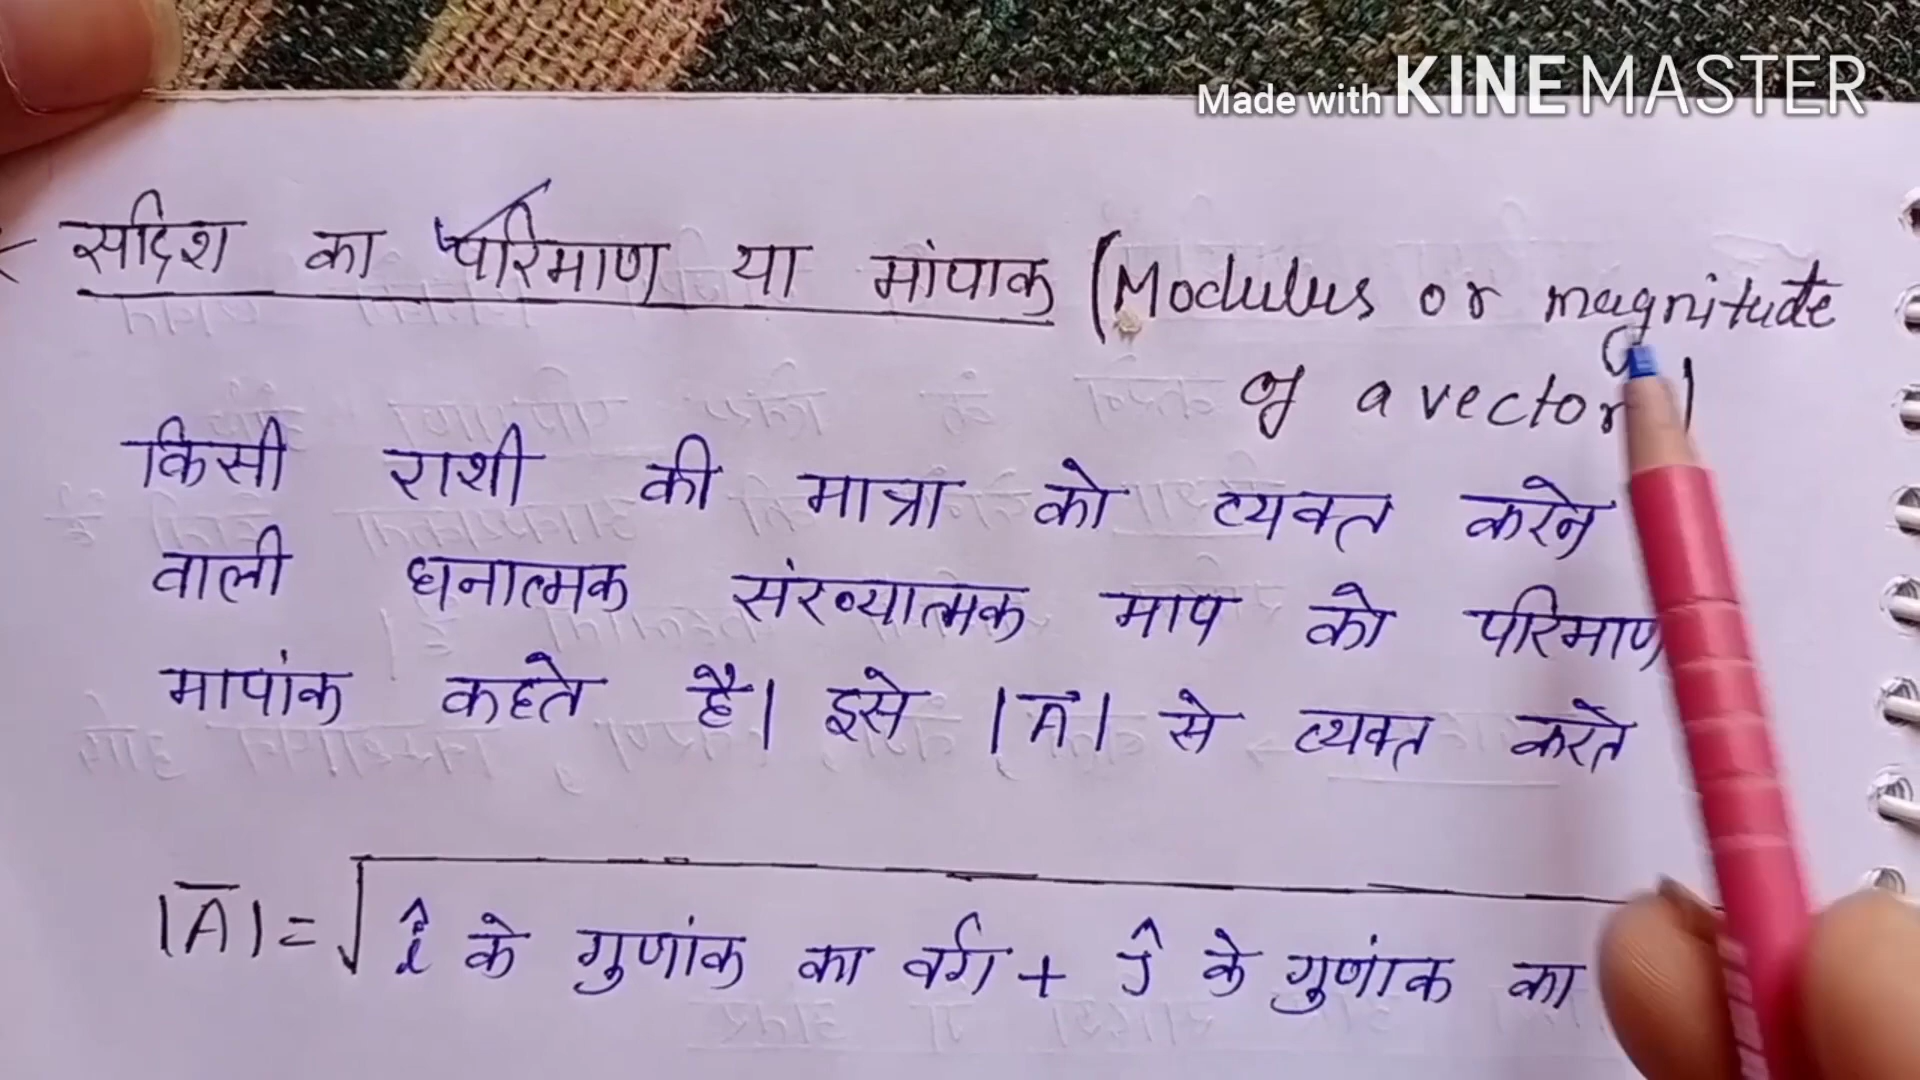 Made with KINEMASTER
सदिश का परिमाण या मांपाक (Modulus or magnitude
of a vector)
किसी राशी की मात्रा को व्यक्त करने
वाली धनात्मक संख्यात्मक माप को परिमाण
मापांक कहते है। इसे |A⃗| से व्यक्त करते
|A̅| = √ î के गुणांक का वर्ग + ĵ के गुणांक का